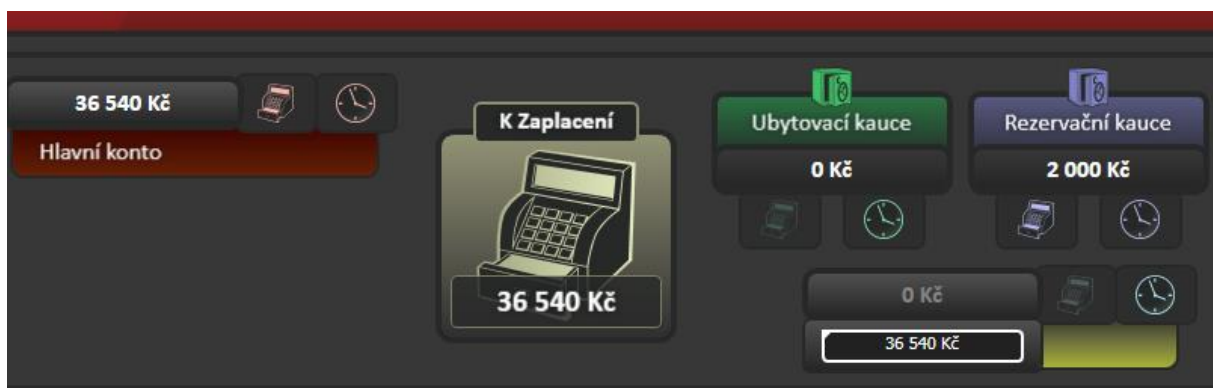 36 540 Kč
Hlavní konto
K Zaplacení
36 540 Kč
Ubytovací kauce
0 Kč
Rezervační kauce
2 000 Kč
0 Kč
36 540 Kč